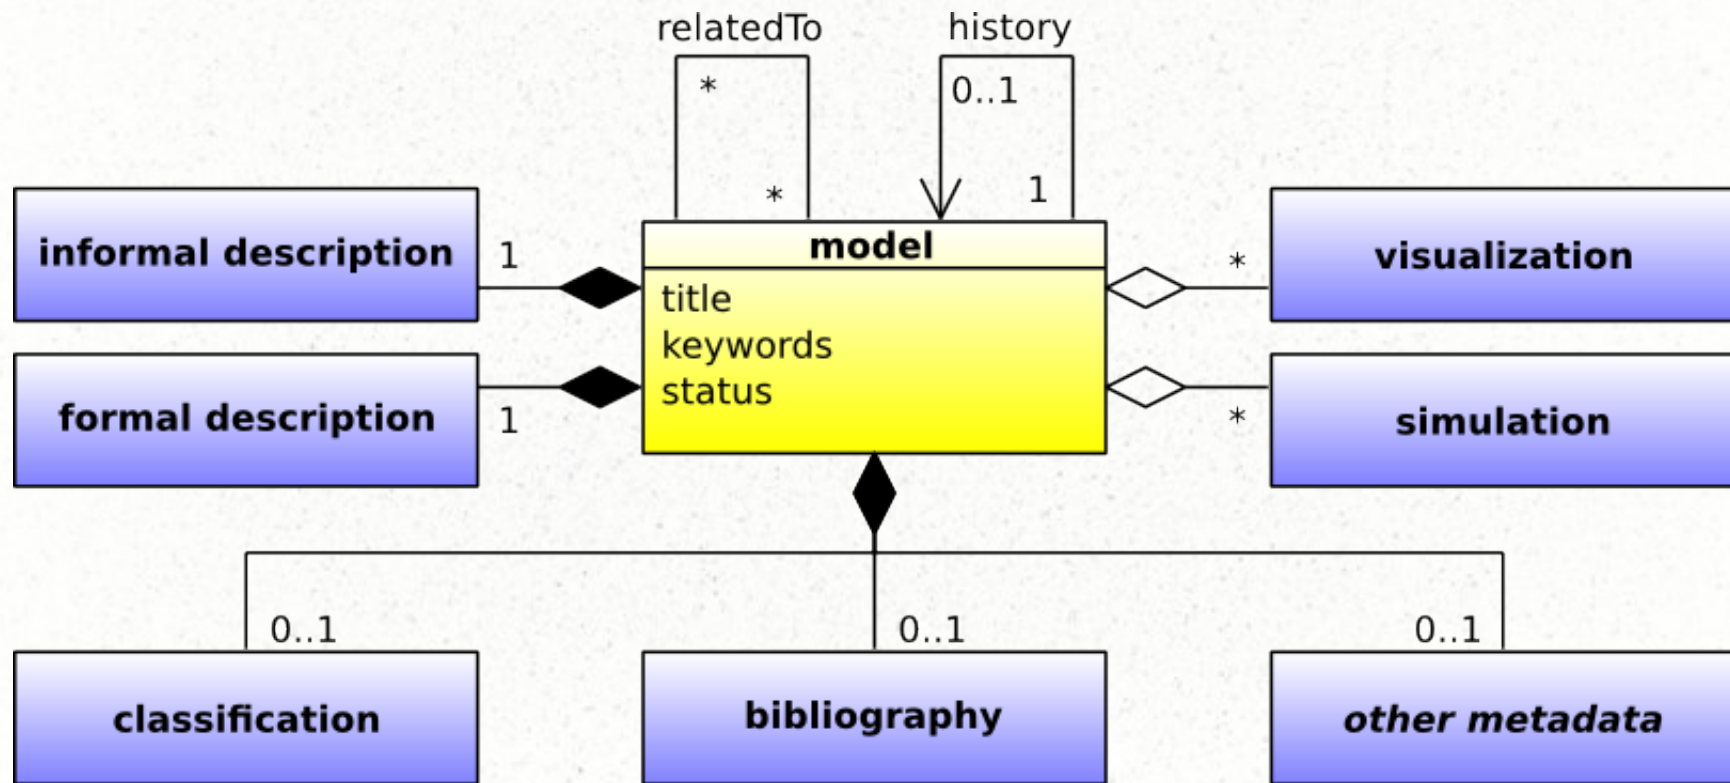 relatedTo
history
*
0..1
*
1
informal description
1
model
*
visualization
title
keywords
status
formal description
1
*
simulation
0..1
0..1
0..1
classification
bibliography
other metadata